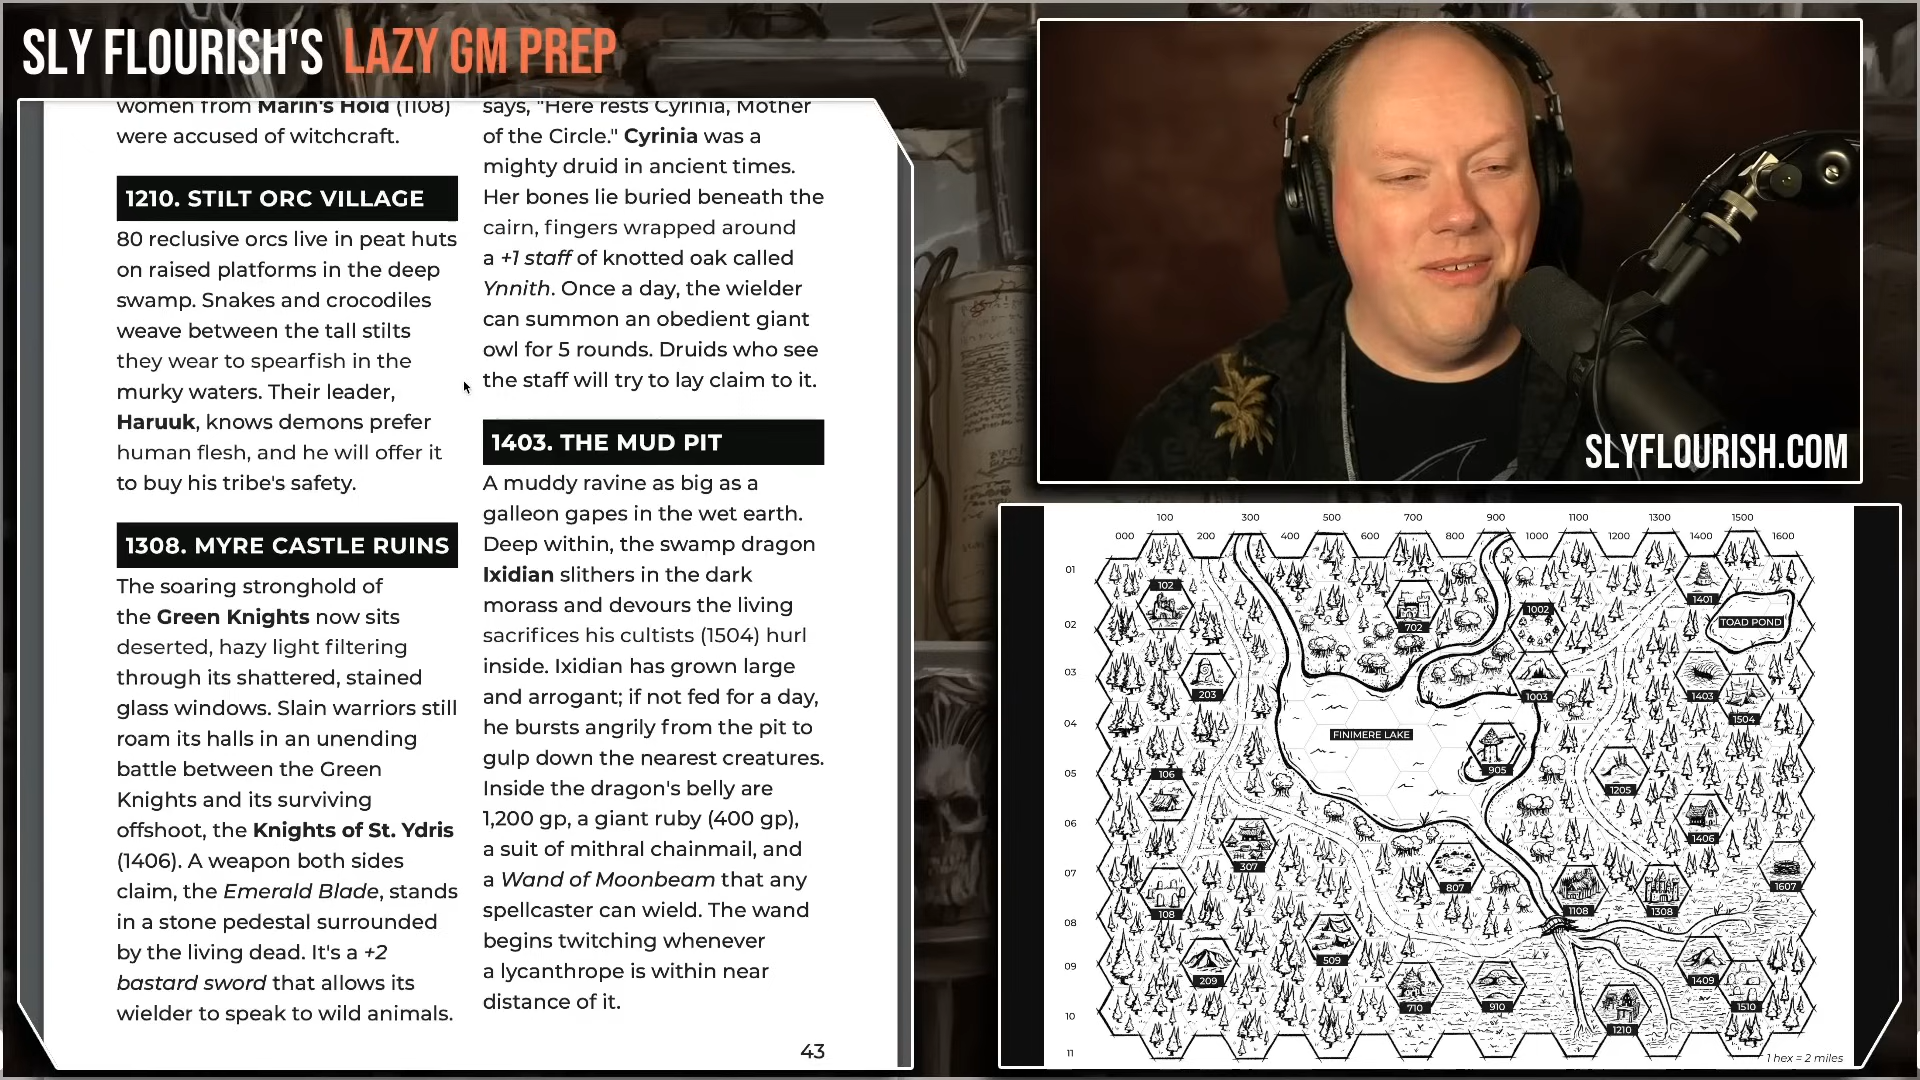 SLY FLOURISH'S LAZY GM PREP
women from Marin's Hold (1108)
were accused of witchcraft.
1210. STILT ORC VILLAGE
80 reclusive orcs live in peat huts
on raised platforms in the deep
swamp. Snakes and crocodiles
weave between the tall stilts
they wear to spearfish in the
murky waters. Their leader,
Haruuk, knows demons prefer
human flesh, and he will offer it
to buy his tribe's safety.
1308. MYRE CASTLE RUINS
The soaring stronghold of
the Green Knights now sits
deserted, hazy light filtering
through its shattered, stained
glass windows. Slain warriors still
roam its halls in an unending
battle between the Green
Knights and its surviving
offshoot, the Knights of St. Ydris
(1406). A weapon both sides
claim, the Emerald Blade, stands
in a stone pedestal surrounded
by the living dead. It's a +2
bastard sword that allows its
wielder to speak to wild animals.
says, "Here rests Cyrinia, Mother
of the Circle." Cyrinia was a
mighty druid in ancient times.
Her bones lie buried beneath the
cairn, fingers wrapped around
a +1 staff of knotted oak called
Ynnith. Once a day, the wielder
can summon an obedient giant
owl for 5 rounds. Druids who see
the staff will try to lay claim to it.
1403. THE MUD PIT
A muddy ravine as big as a
galleon gapes in the wet earth.
Deep within, the swamp dragon
Ixidian slithers in the dark
morass and devours the living
sacrifices his cultists (1504) hurl
inside. Ixidian has grown large
and arrogant; if not fed for a day,
he bursts angrily from the pit to
gulp down the nearest creatures.
Inside the dragon's belly are
1,200 gp, a giant ruby (400 gp),
a suit of mithral chainmail, and
a Wand of Moonbeam that any
spellcaster can wield. The wand
begins twitching whenever
a lycanthrope is within near
distance of it.
43
SLYFLOURISH.COM
100 300 500 700 900 1100 1300 1500
000 200 400 600 800 1000 1200 1400 1600
01
102
1401
02
702
1002
TOAD POND
03
203
1003
1403
1504
04
FINIMERE LAKE
905
05
106
1205
06
1406
307
07
807
1607
108
1108
1308
08
509
09
209
710
910
1409
1510
10
1210
11
1 hex = 2 miles